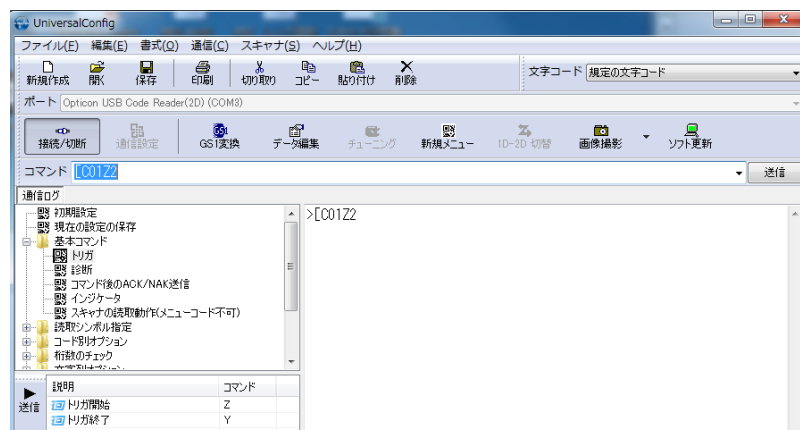 UniversalConfig
ファイル(F) 編集(E) 書式(O) 通信(C) スキャナ(S) ヘルプ(H)
新規作成 開く 保存 印刷 切り取り コピー 貼り付け 削除 文字コード 規定の文字コード
ポート Opticon USB Code Reader(2D) (COM3)
接続/切断 通信設定 GS1変換 データ編集 チューニング 新規メニュー 1D-2D 切替 画像撮影 ソフト更新
コマンド [C01Z2 送信
通信ログ
初期設定
現在の設定の保存
基本コマンド
トリガ
診断
コマンド後のACK/NAK送信
インジケータ
スキャナの読取動作(メニューコード不可)
読取シンボル指定
コード別オプション
桁数のチェック
>[C01Z2
送信
説明 コマンド
トリガ開始 Z
トリガ終了 Y